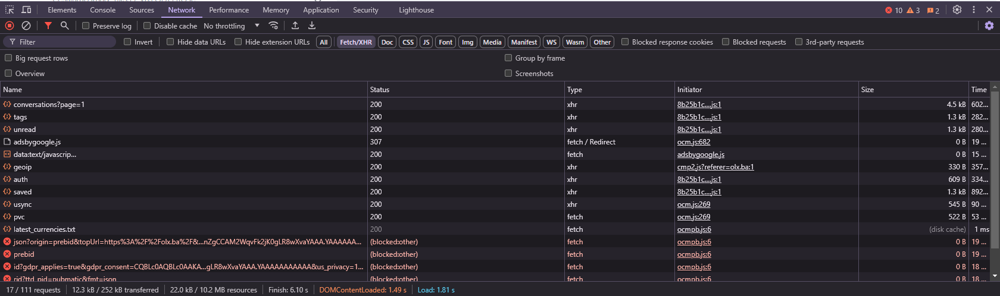 Elements Console Sources Network Performance Memory Application Security Lighthouse 10 3 2
Preserve log Disable cache No throttling
Filter Invert Hide data URLs Hide extension URLs All Fetch/XHR Doc CSS JS Font Img Media Manifest WS Wasm Other Blocked response cookies Blocked requests 3rd-party requests
Big request rows Group by frame
Overview Screenshots
Name Status Type Initiator Size Time
conversations?page=1 200 xhr 8b25b1c....js:1 4.5 kB 602...
tags 200 xhr 8b25b1c....js:1 1.3 kB 282...
unread 200 xhr 8b25b1c....js:1 1.3 kB 280...
adsbygoogle.js 307 fetch / Redirect ocm.js:682 0 B 19 ...
data:text/javascrip... 200 fetch adsbygoogle.js 0 B 15 ...
geoip 200 xhr cmp2.js?referer=olx.ba:1 330 B 357...
auth 200 xhr 8b25b1c....js:1 609 B 334...
saved 200 xhr 8b25b1c....js:1 1.3 kB 892...
usync 200 xhr ocm.js:269 545 B 90 ...
pvc 200 fetch ocm.js:269 522 B 53 ...
latest_currencies.txt 200 fetch ocmpb.js:6 (disk cache) 1 ms
json?origin=prebid&topUrl=https%3A%2F%2Folx.ba%2F&...nZgCCAM2WqvFk2jK0gLR8wXvaYAAA.YAAAAAA... (blocked:other) fetch ocmpb.js:6 0 B 19 ...
prebid (blocked:other) fetch ocmpb.js:6 0 B 19 ...
id?gdpr_applies=true&gdpr_consent=CQBLc0AQBLc0AAKA...gLR8wXvaYAAA.YAAAAAAAAAAA&us_privacy=1... (blocked:other) fetch ocmpb.js:6 0 B 18 ...
rid?ttd_pid=pubmatic&fmt=json (blocked:other) fetch ocmpb.js:6 0 B 18 ...
17 / 111 requests 12.3 kB / 252 kB transferred 22.0 kB / 10.2 MB resources Finish: 6.10 s DOMContentLoaded: 1.49 s Load: 1.81 s